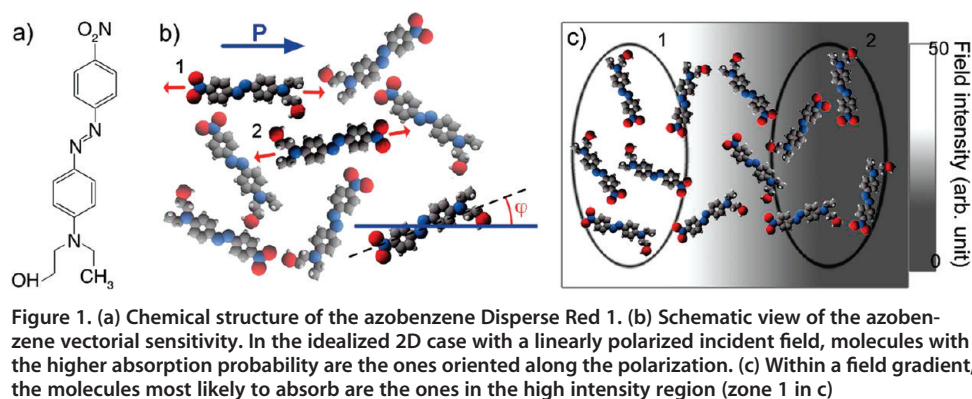 a)
O₂N
N
N
N
OH
CH₃
b)
P
1
2
φ
c)
1
2
50
Field intensity (arb. unit)
0
Figure 1. (a) Chemical structure of the azobenzene Disperse Red 1. (b) Schematic view of the azoben-
zene vectorial sensitivity. In the idealized 2D case with a linearly polarized incident field, molecules with
the higher absorption probability are the ones oriented along the polarization. (c) Within a field gradient,
the molecules most likely to absorb are the ones in the high intensity region (zone 1 in c)